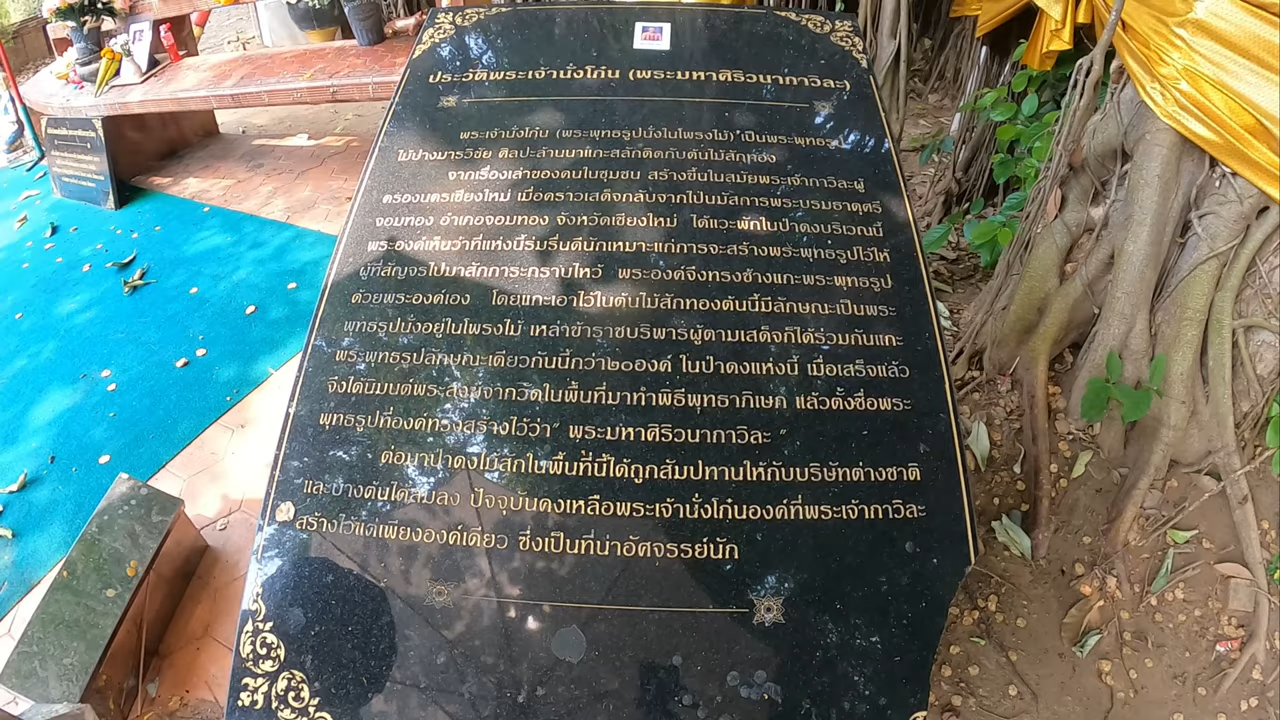 ประวัติพระเจ้านั่งโก๋น (พระมหาศิริวนากาวิละ)
พระเจ้านั่งโก๋น (พระพุทธรูปนั่งในโพรงไม้) เป็นพระพุทธรูป
ไม้ปางมารวิชัย ศิลปะล้านนาแกะสลักติดกับต้นไม้สักทอง
จากเรื่องเล่าของคนในชุมชน สร้างขึ้นในสมัยพระเจ้ากาวิละผู้
ครองนครเชียงใหม่ เมื่อคราวเสด็จกลับจากไปนมัสการพระบรมธาตุศรี
จอมทอง อำเภอจอมทอง จังหวัดเชียงใหม่ ได้แวะพักในป่าดงบริเวณนี้
พระองค์เห็นว่าที่แห่งนี้ร่มรื่นดีนักเหมาะแก่การจะสร้างพระพุทธรูปไว้ให้
ผู้ที่สัญจรไปมาสักการะกราบไหว้ พระองค์จึงทรงช้างแกะพระพุทธรูป
ด้วยพระองค์เอง โดยแกะเอาไว้ในต้นไม้สักทองต้นนี้มีลักษณะเป็นพระ
พุทธรูปนั่งอยู่ในโพรงไม้ เหล่าข้าราชบริพารผู้ตามเสด็จก็ได้ร่วมกันแกะ
พระพุทธรูปลักษณะเดียวกันนี้กว่า๒๐องค์ ในป่าดงแห่งนี้ เมื่อเสร็จแล้ว
จึงได้นิมนต์พระสงฆ์จากวัดในพื้นที่มาทำพิธีพุทธาภิเษก แล้วตั้งชื่อพระ
พุทธรูปที่องค์ทรงสร้างไว้ว่า" พระมหาศิริวนากาวิละ "
ต่อมาป่าดงไม้สักในพื้นที่นี้ได้ถูกสัมปทานให้กับบริษัทต่างชาติ
และบางต้นได้ล้มลง ปัจจุบันคงเหลือพระเจ้านั่งโก๋นองค์ที่พระเจ้ากาวิละ
สร้างไว้แต่เพียงองค์เดียว ซึ่งเป็นที่น่าอัศจรรย์นัก